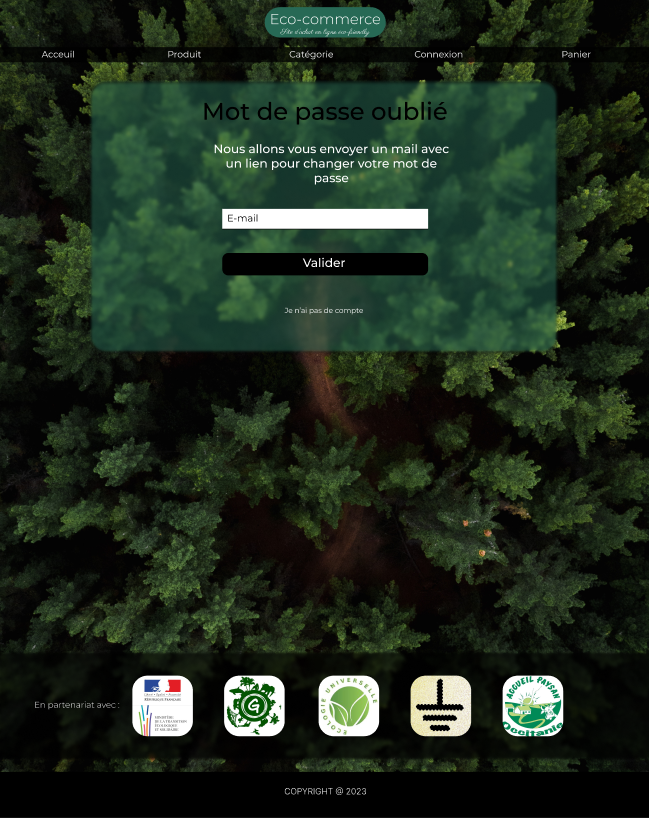 Eco-commerce
Site d'achat en ligne eco-friendly
Acceuil Produit Catégorie Connexion Panier
Mot de passe oublié
Nous allons vous envoyer un mail avec
un lien pour changer votre mot de
passe
E-mail
Valider
Je n'ai pas de compte
En partenariat avec :
Liberté • Égalité • Fraternité
RÉPUBLIQUE FRANÇAISE
MINISTÈRE
DE LA TRANSITION
ÉCOLOGIQUE
ET SOLIDAIRE
G
ÉCOLOGIE UNIVERSELLE
ACCUEIL PAYSAN
Occitanie
COPYRIGHT @ 2023